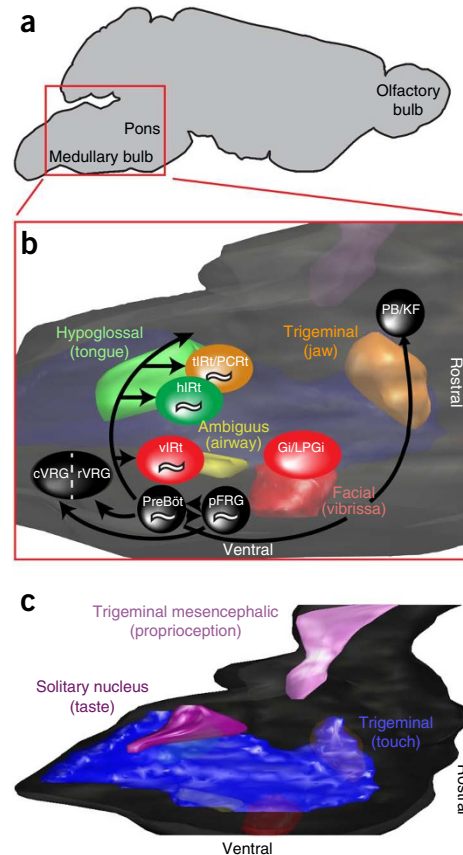 a
Olfactory
bulb
Pons
Medullary bulb
b
PB/KF
Hypoglossal
(tongue)
tIRt/PCRt
Trigeminal
(jaw)
Rostral
hIRt
Ambiguus
(airway)
vIRt
Gi/LPGi
cVRG rVRG
PreBöt
pFRG
Facial
(vibrissa)
Ventral
c
Trigeminal mesencephalic
(proprioception)
Solitary nucleus
(taste)
Trigeminal
(touch)
Rostral
Ventral